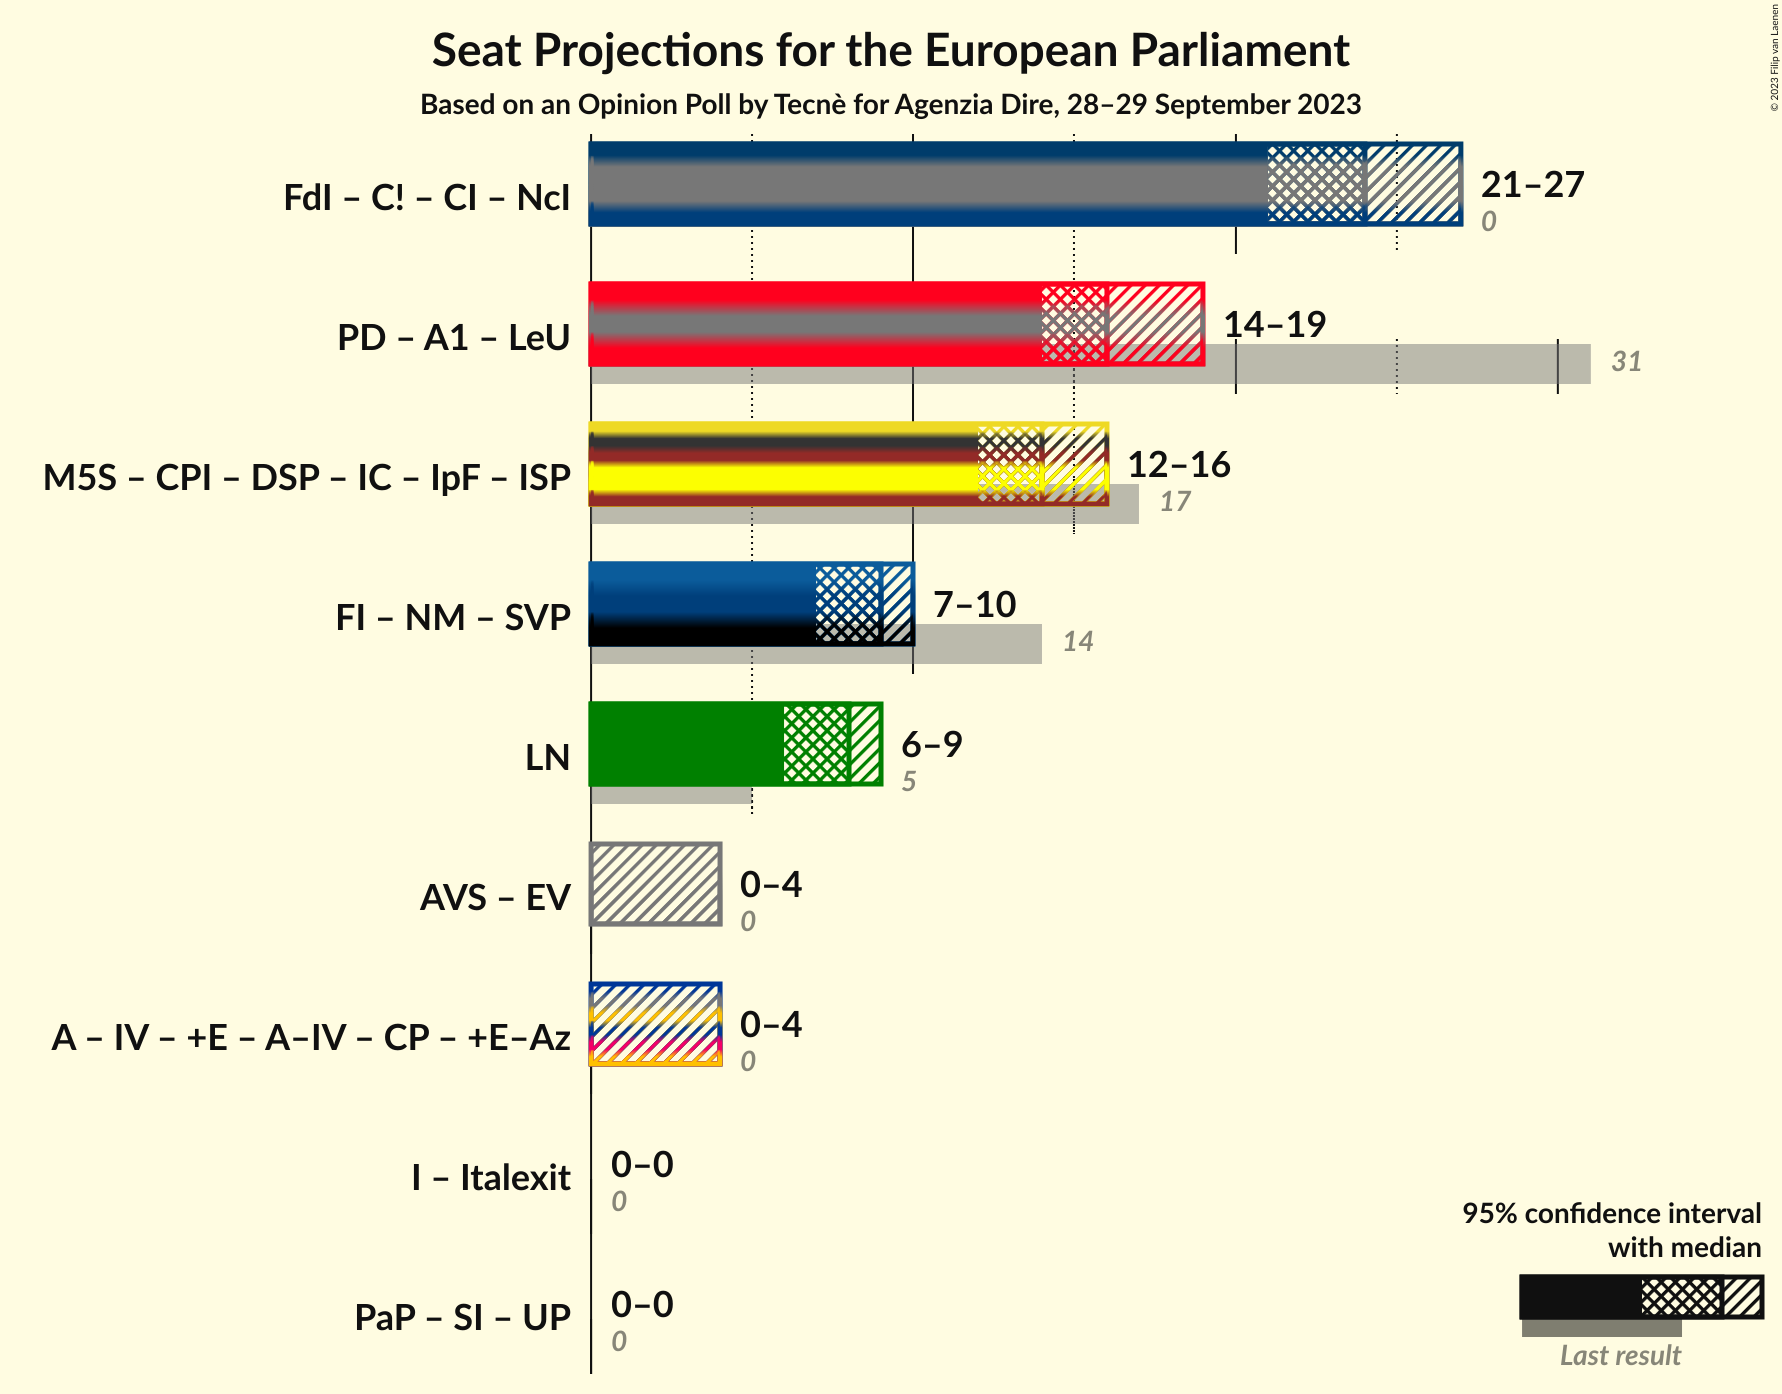 Seat Projections for the European Parliament
Based on an Opinion Poll by Tecnè for Agenzia Dire, 28–29 September 2023
© 2023 Filip van Laenen
FdI – C! – CI – NcI
21–27
0
PD – A1 – LeU
14–19
31
M5S – CPI – DSP – IC – IpF – ISP
12–16
17
FI – NM – SVP
7–10
14
LN
6–9
5
AVS – EV
0–4
0
A – IV – +E – A–IV – CP – +E–Az
0–4
0
I – Italexit
0–0
0
PaP – SI – UP
0–0
0
95% confidence interval
with median
Last result